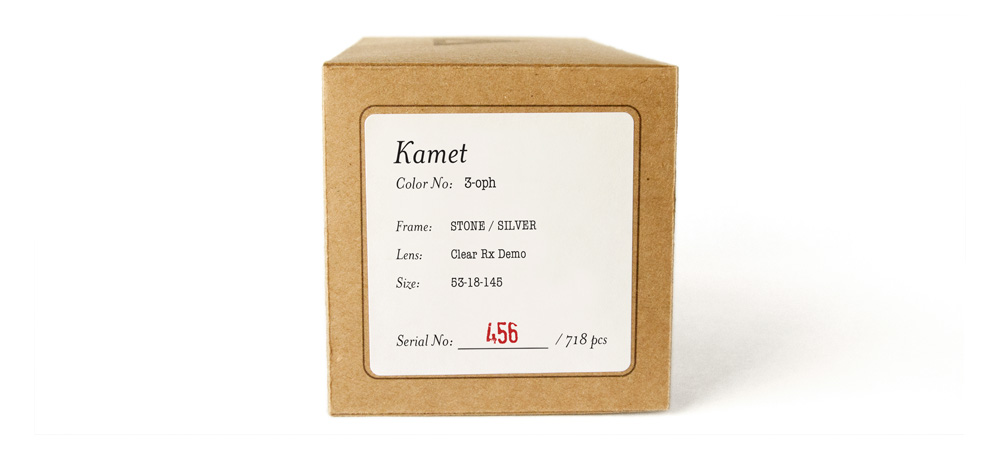 Kamet
Color No: 3-oph
Frame: STONE / SILVER
Lens: Clear Rx Demo
Size: 53-18-145
Serial No: 456 / 718 pcs